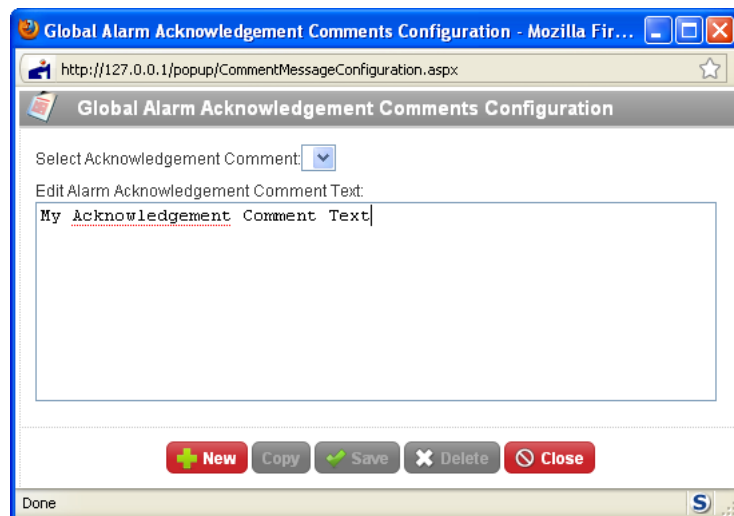 Global Alarm Acknowledgement Comments Configuration - Mozilla Fir...
http://127.0.0.1/popup/CommentMessageConfiguration.aspx
Global Alarm Acknowledgement Comments Configuration
Select Acknowledgement Comment:
Edit Alarm Acknowledgement Comment Text:
My Acknowledgement Comment Text
New Copy Save Delete Close
Done S